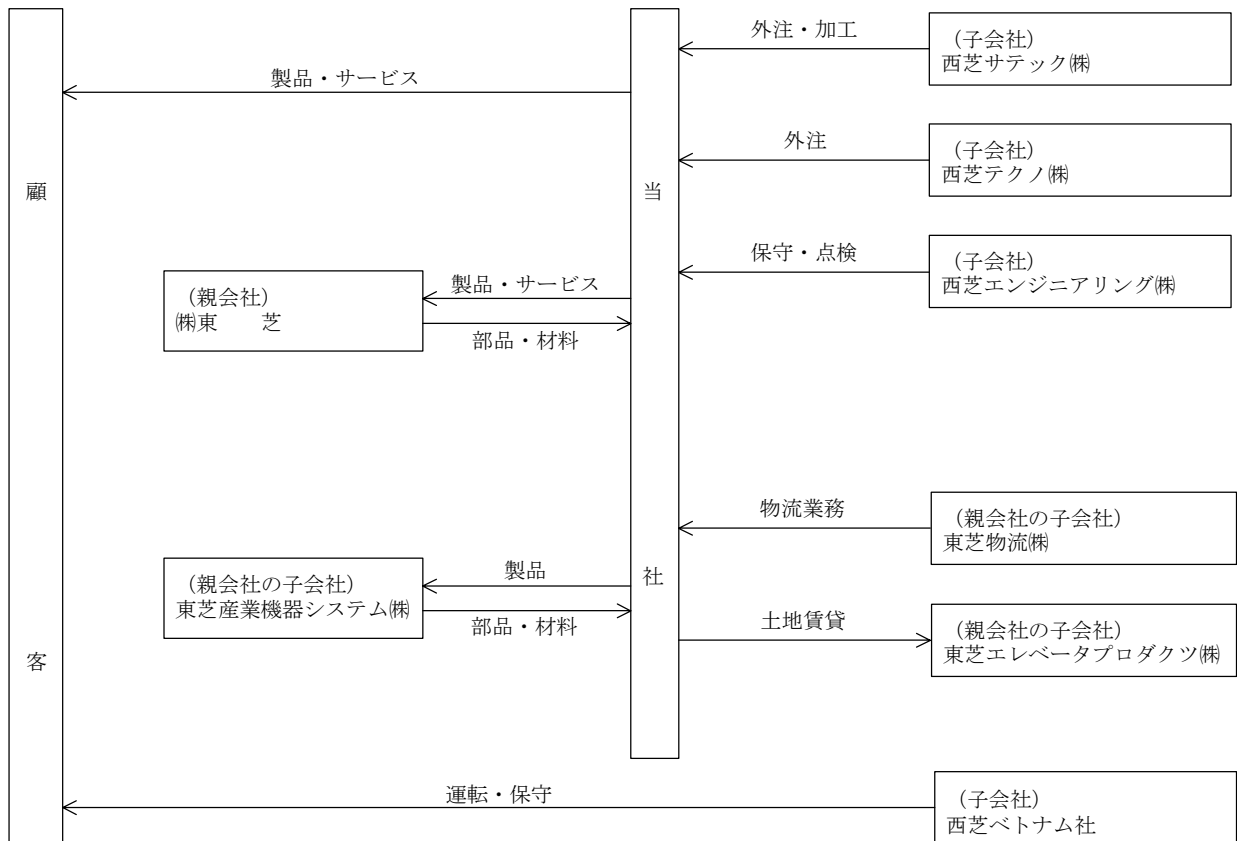 外注・加工
(子会社)
西芝サテック㈱
製品・サービス
外注
(子会社)
西芝テクノ㈱
顧
客
当
社
保守・点検
(子会社)
西芝エンジニアリング㈱
(親会社)
㈱東　　芝
製品・サービス
部品・材料
物流業務
(親会社の子会社)
東芝物流㈱
(親会社の子会社)
東芝産業機器システム㈱
製品
部品・材料
土地賃貸
(親会社の子会社)
東芝エレベータプロダクツ㈱
運転・保守
(子会社)
西芝ベトナム社